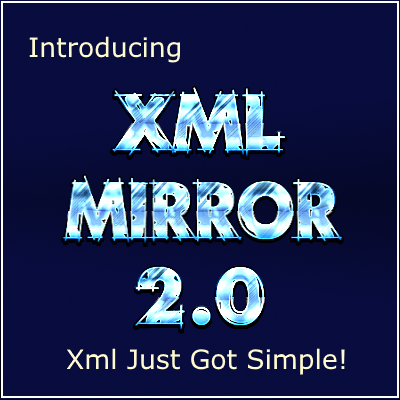 Introducing
XML
MIRROR
2.0
Xml Just Got Simple!